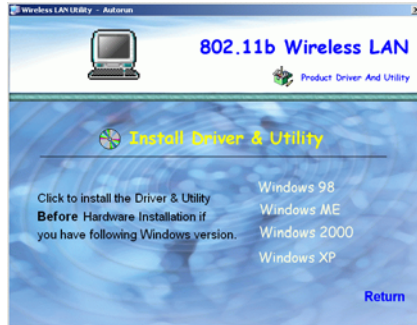 Wireless LAN Utility - Autorun
802.11b Wireless LAN
Product Driver And Utility
Install Driver & Utility
Click to install the Driver & Utility
Before Hardware Installation if
you have following Windows version.
Windows 98
Windows ME
Windows 2000
Windows XP
Return